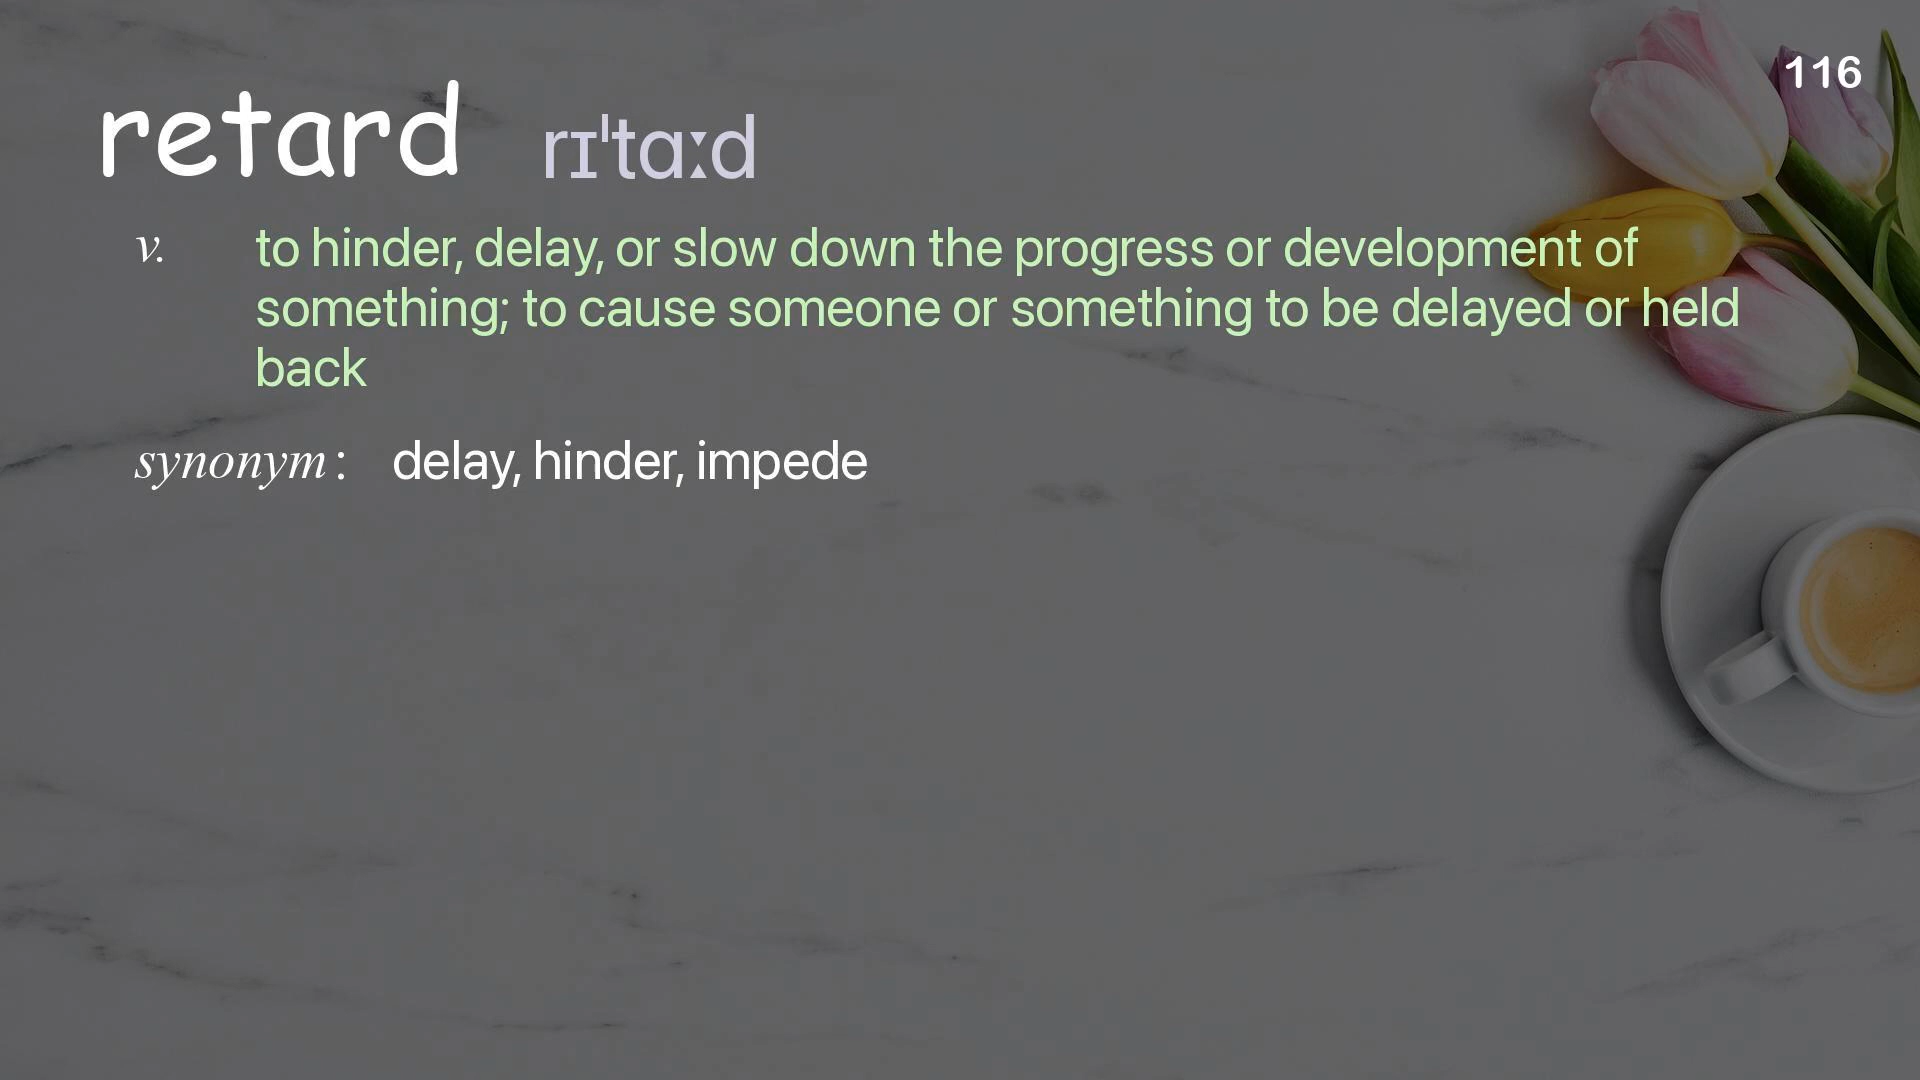 116
retard rɪˈtɑːd
v. to hinder, delay, or slow down the progress or development of
something; to cause someone or something to be delayed or held
back
synonym: delay, hinder, impede